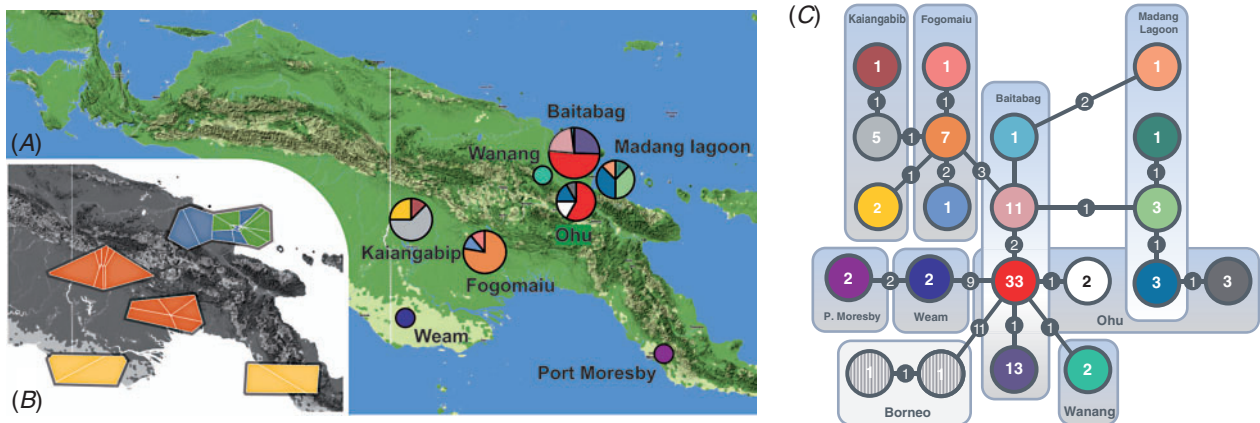 (A)
Baitabag
Wanang
Madang lagoon
Kaiangabip
Ohu
Fogomaiu
Weam
Port Moresby
(B)
(C)
Kaiangabib
Fogomaiu
Madang
Lagoon
1
1
1
1
1
Baitabag
2
5
1
7
1
1
1
2
3
1
2
1
11
1
3
2
1
2
2
2
9
33
1
2
3
1
3
P. Moresby
Weam
Ohu
11
1
1
1
1
1
13
2
Borneo
Wanang